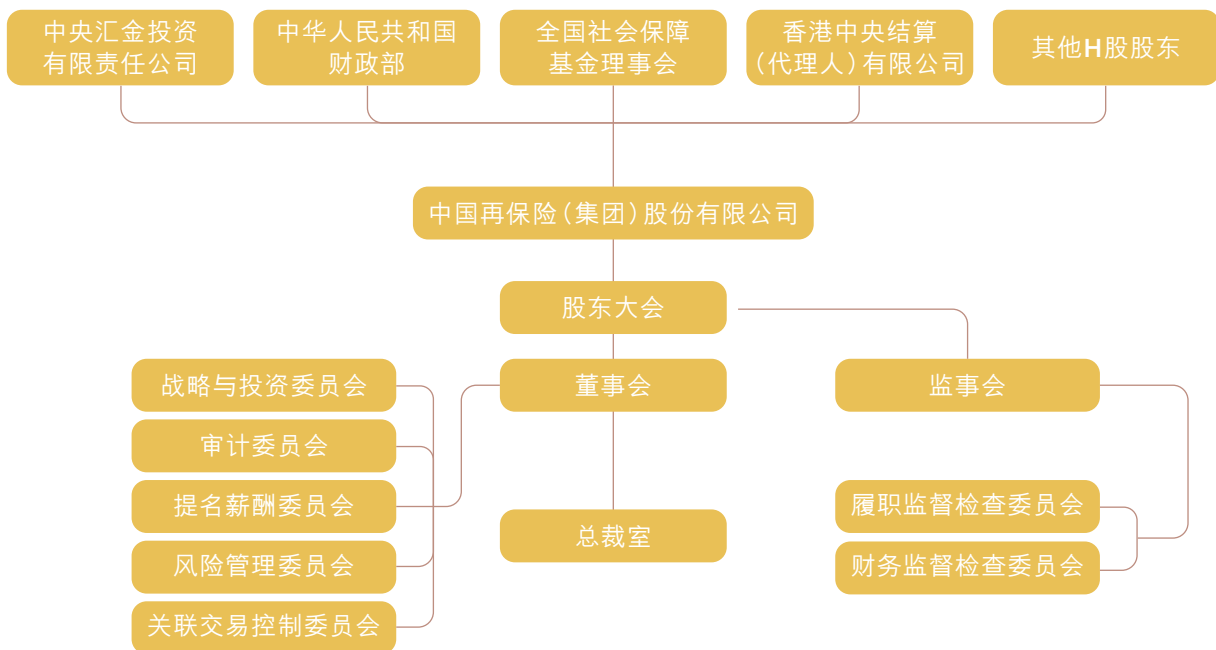 中央汇金投资
有限责任公司
中华人民共和国
财政部
全国社会保障
基金理事会
香港中央结算
（代理人）有限公司
其他H股股东
中国再保险（集团）股份有限公司
股东大会
战略与投资委员会
董事会
监事会
审计委员会
提名薪酬委员会
履职监督检查委员会
总裁室
风险管理委员会
财务监督检查委员会
关联交易控制委员会